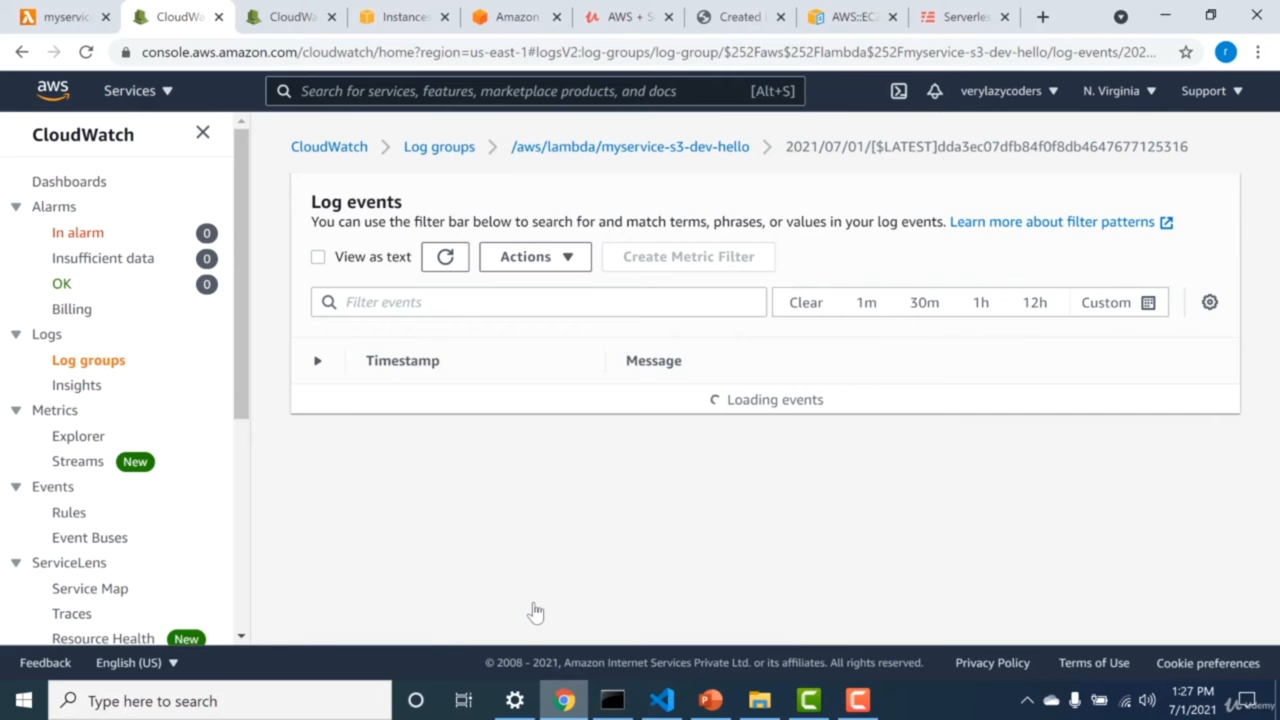 myservic
CloudWa
CloudWa
Instances
Amazon
AWS + S
Created
AWS::EC
Serverles
console.aws.amazon.com/cloudwatch/home?region=us-east-1#logsV2:log-groups/log-group/$252Faws$252Flambda$252Fmyservice-s3-dev-hello/log-events/202...
r
aws
Services
Search for services, features, marketplace products, and docs
[Alt+S]
verylazycoders
N. Virginia
Support
CloudWatch
Dashboards
Alarms
In alarm 0
Insufficient data 0
OK 0
Billing
Logs
Log groups
Insights
Metrics
Explorer
Streams New
Events
Rules
Event Buses
ServiceLens
Service Map
Traces
Resource Health New
CloudWatch
Log groups
/aws/lambda/myservice-s3-dev-hello
2021/07/01/[$LATEST]dda3ec07dfb84f0f8db4647677125316
Log events
You can use the filter bar below to search for and match terms, phrases, or values in your log events. Learn more about filter patterns
View as text
Actions
Create Metric Filter
Filter events
Clear 1m 30m 1h 12h Custom
Timestamp Message
Loading events
Feedback
English (US)
© 2008 - 2021, Amazon Internet Services Private Ltd. or its affiliates. All rights reserved.
Privacy Policy
Terms of Use
Cookie preferences
Type here to search
1:27 PM
7/1/2021
Udemy